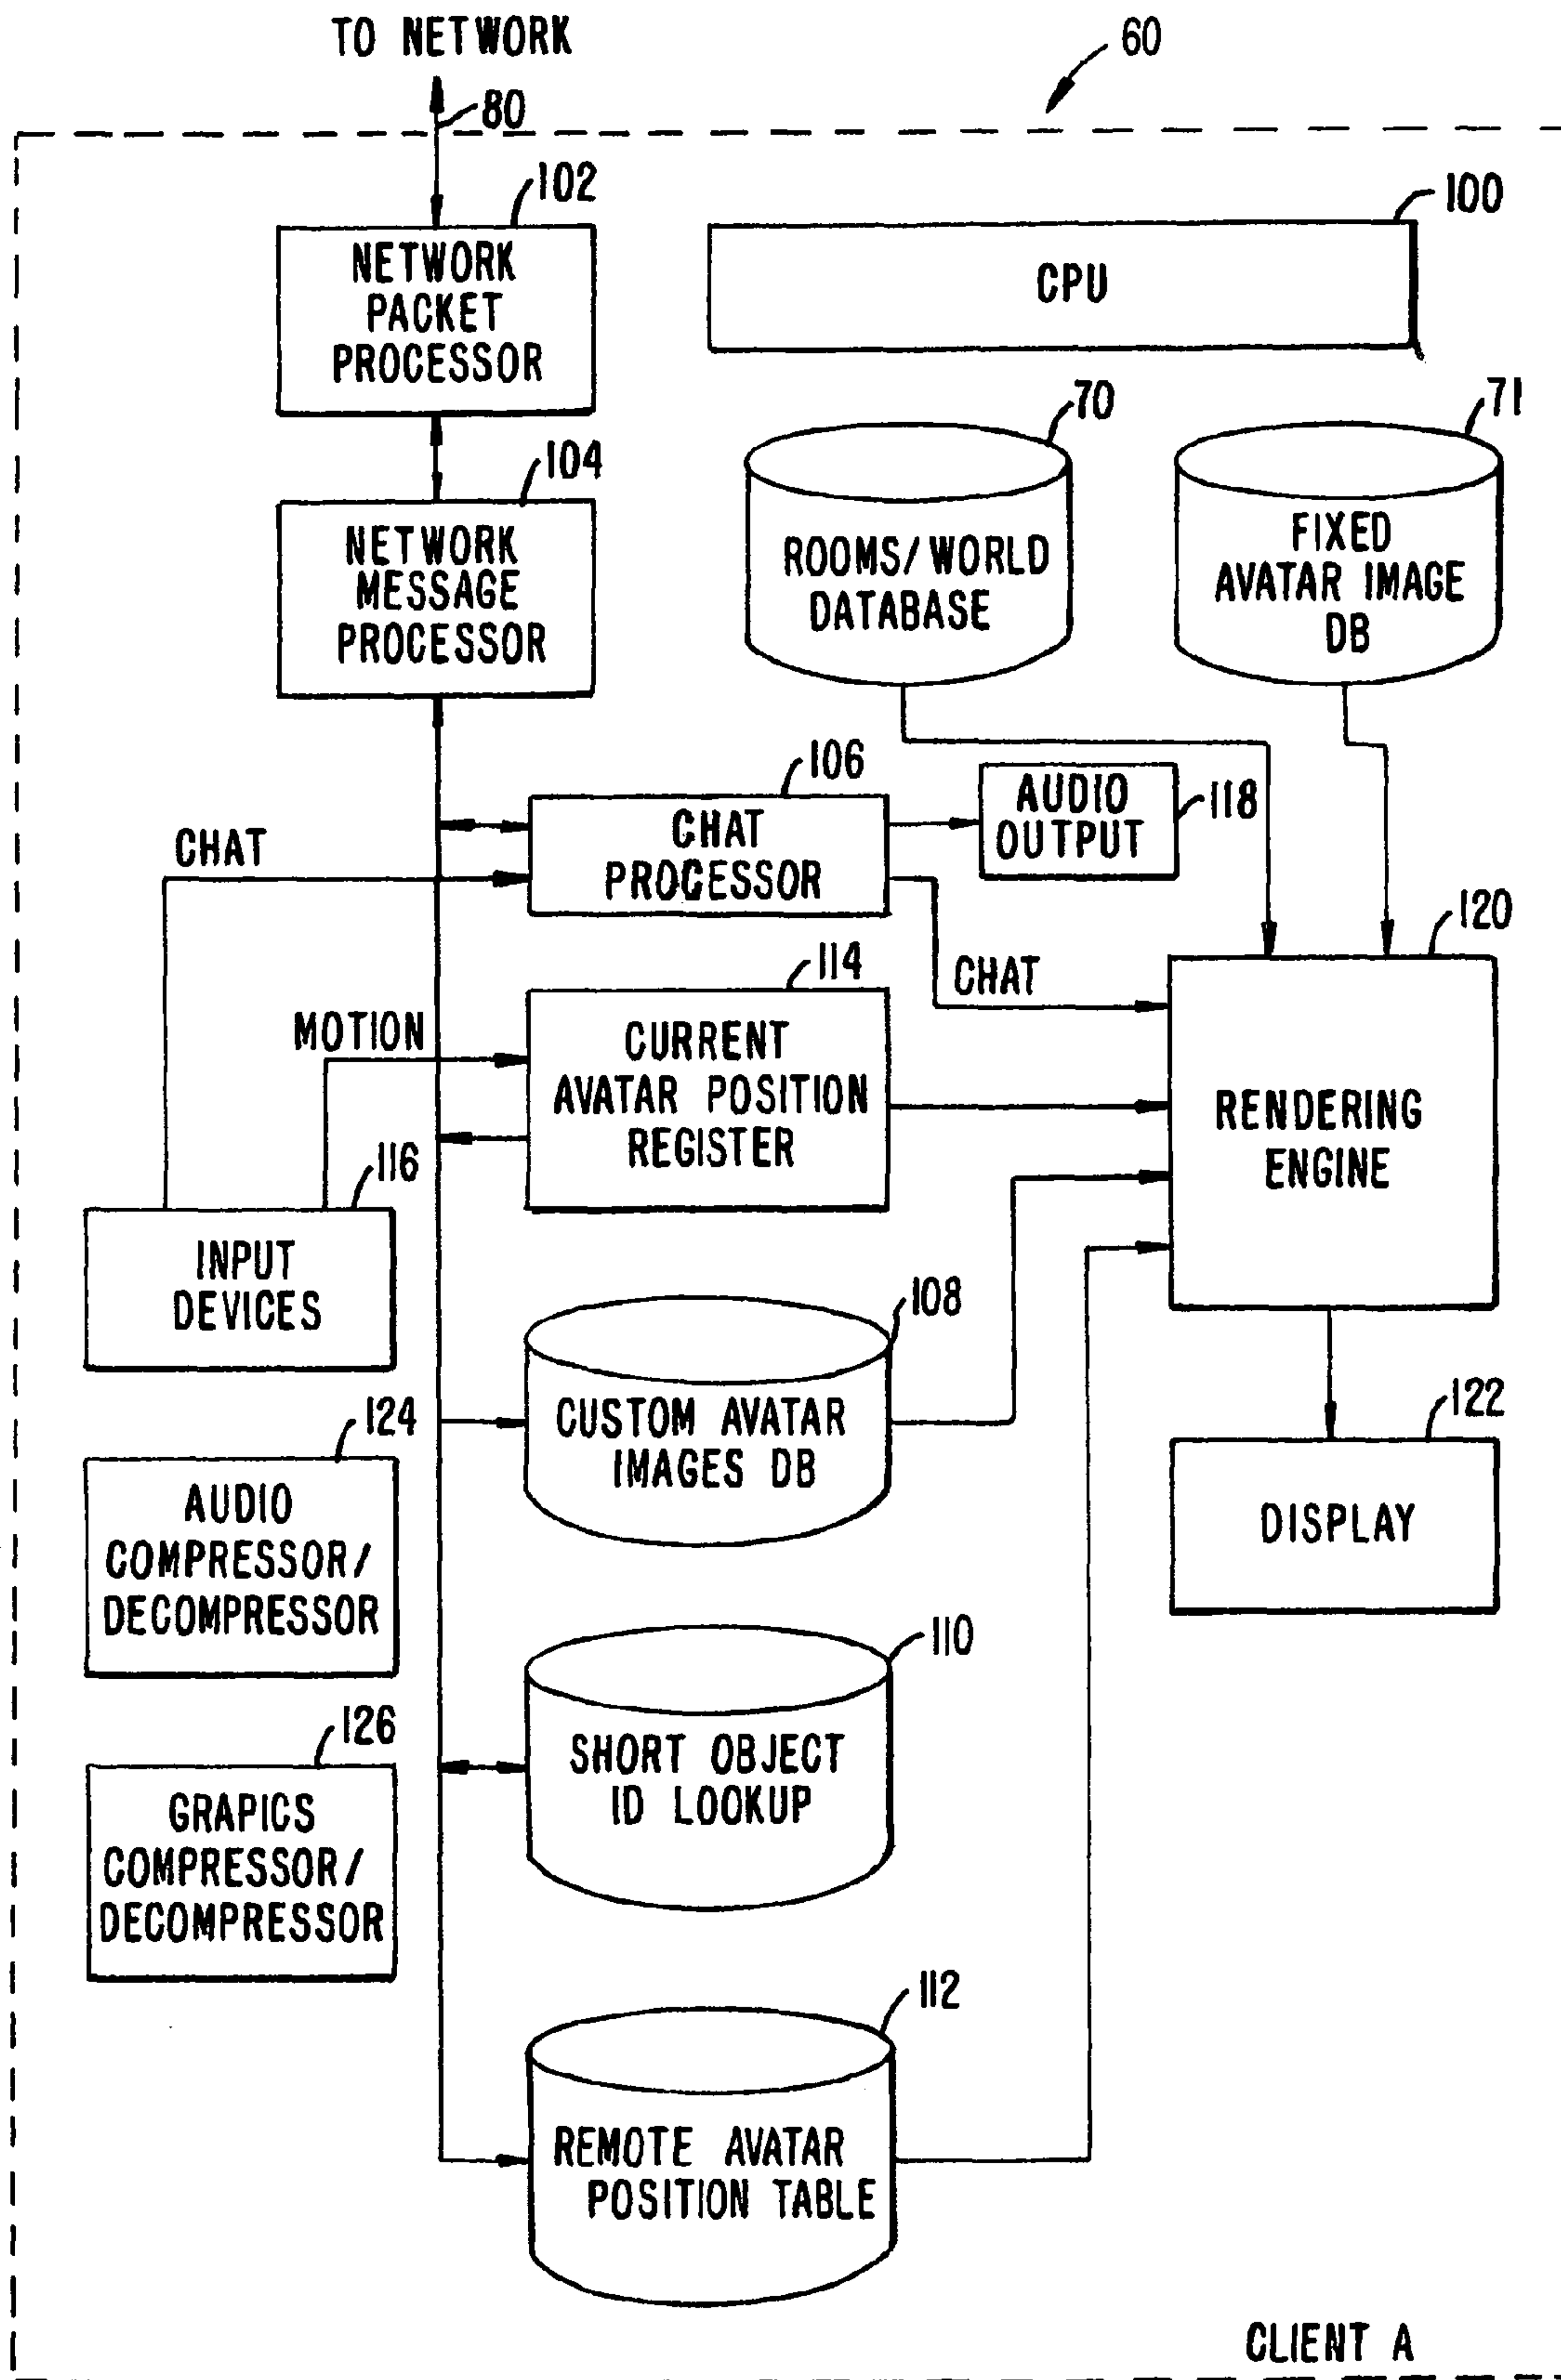 TO NETWORK
60
80
102
100
NETWORK
PACKET
PROCESSOR
CPU
70
71
104
NETWORK
MESSAGE
PROCESSOR
ROOMS/WORLD
DATABASE
FIXED
AVATAR IMAGE
DB
106
CHAT
PROCESSOR
AUDIO
OUTPUT
118
CHAT
120
114
CHAT
MOTION
CURRENT
AVATAR POSITION
REGISTER
RENDERING
ENGINE
116
INPUT
DEVICES
108
CUSTOM AVATAR
IMAGES DB
122
DISPLAY
124
AUDIO
COMPRESSOR/
DECOMPRESSOR
110
SHORT OBJECT
ID LOOKUP
126
GRAPICS
COMPRESSOR/
DECOMPRESSOR
112
REMOTE AVATAR
POSITION TABLE
CLIENT A